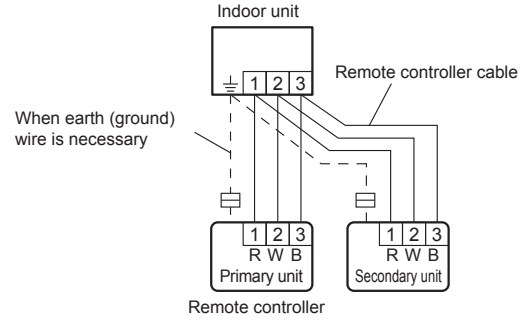 Indoor unit
1 2 3
Remote controller cable
When earth (ground)
wire is necessary
1 2 3
R W B
Primary unit
1 2 3
R W B
Secondary unit
Remote controller